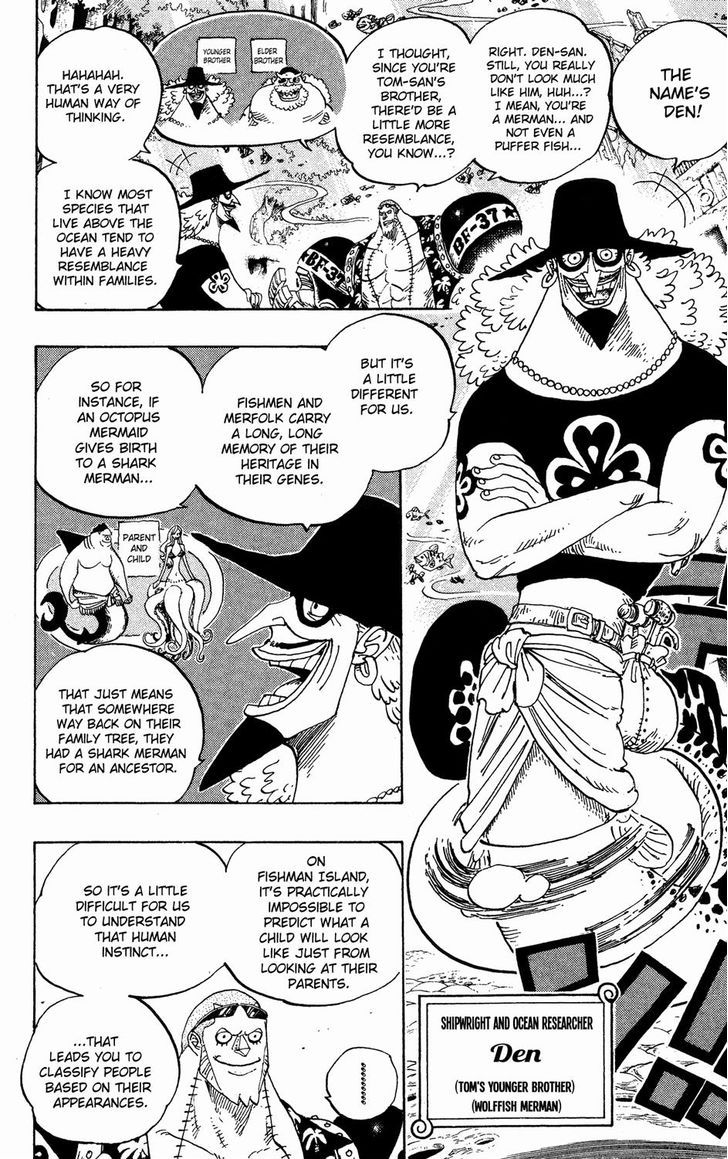 THE
NAME'S
DEN!
RIGHT. DEN-SAN.
STILL, YOU REALLY
DON'T LOOK MUCH
LIKE HIM, HUH...?
I MEAN, YOU'RE
A MERMAN... AND
NOT EVEN A
PUFFER FISH...
I THOUGHT,
SINCE YOU'RE
TOM-SAN'S
BROTHER,
THERE'D BE A
LITTLE MORE
RESEMBLANCE,
YOU KNOW...?
ELDER
BROTHER
YOUNGER
BROTHER
HAHAHAH.
THAT'S A VERY
HUMAN WAY OF
THINKING.
I KNOW MOST
SPECIES THAT
LIVE ABOVE THE
OCEAN TEND TO
HAVE A HEAVY
RESEMBLANCE
WITHIN FAMILIES.
BF-37★
★BF-37
BUT IT'S
A LITTLE
DIFFERENT
FOR US.
FISHMEN AND
MERFOLK CARRY
A LONG, LONG
MEMORY OF THEIR
HERITAGE IN
THEIR GENES.
SO FOR
INSTANCE, IF
AN OCTOPUS
MERMAID
GIVES BIRTH
TO A SHARK
MERMAN...
PARENT
AND
CHILD
THAT JUST MEANS
THAT SOMEWHERE
WAY BACK ON THEIR
FAMILY TREE, THEY
HAD A SHARK MERMAN
FOR AN ANCESTOR.
ON
FISHMAN ISLAND,
IT'S PRACTICALLY
IMPOSSIBLE TO
PREDICT WHAT A
CHILD WILL LOOK
LIKE JUST FROM
LOOKING AT THEIR
PARENTS.
SO IT'S A LITTLE
DIFFICULT FOR US
TO UNDERSTAND
THAT HUMAN
INSTINCT...
...THAT
LEADS YOU TO
CLASSIFY PEOPLE
BASED ON THEIR
APPEARANCES.
.........
SHIPWRIGHT AND OCEAN RESEARCHER
Den
(TOM'S YOUNGER BROTHER)
(WOLFFISH MERMAN)